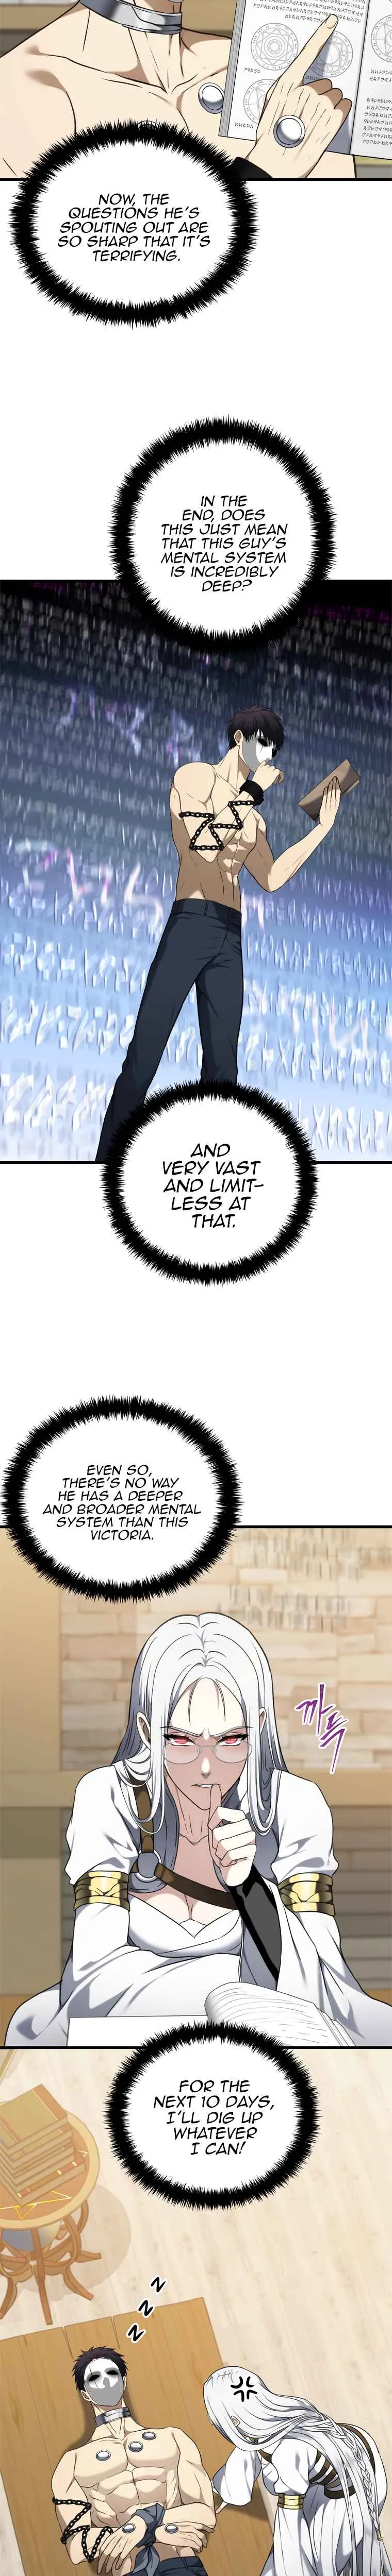 NOW, THE
QUESTIONS HE'S
SPOUTING OUT ARE
SO SHARP THAT IT'S
TERRIFYING.
IN THE
END, DOES
THIS JUST MEAN
THAT THIS GUY'S
MENTAL SYSTEM
IS INCREDIBLY
DEEP?
AND
VERY VAST
AND LIMIT-
LESS AT
THAT.
EVEN SO,
THERE'S NO WAY
HE HAS A DEEPER
AND BROADER MENTAL
SYSTEM THAN THIS
VICTORIA.
까득
FOR THE
NEXT 10 DAYS,
I'LL DIG UP
WHATEVER
I CAN!
Z
Z
Z